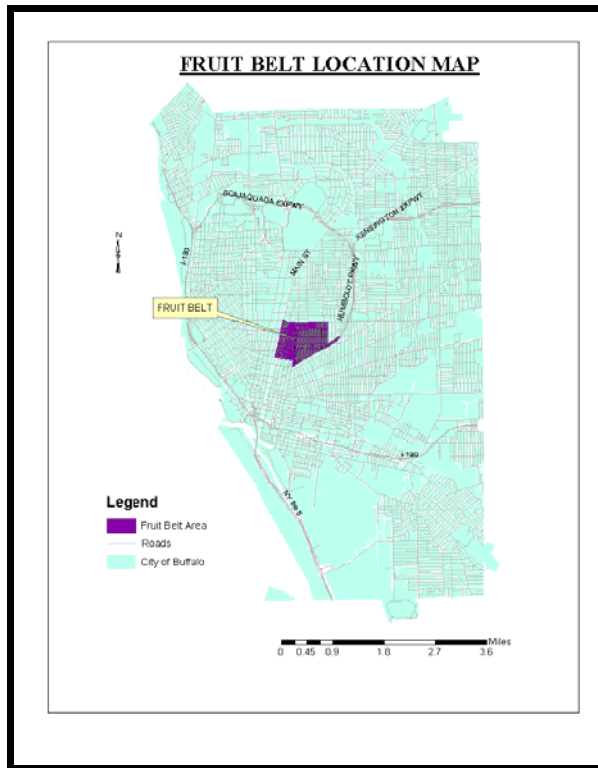 FRUIT BELT LOCATION MAP
SCAJAQUADA EXPWY
KENSINGTON EXPWY
N
I-190
MAIN ST
HUMBOLDT PKWY
FRUIT BELT
I-190
NY RR 5
Legend
Fruit Belt Area
Roads
City of Buffalo
Miles
0 0.45 0.9 1.8 2.7 3.6